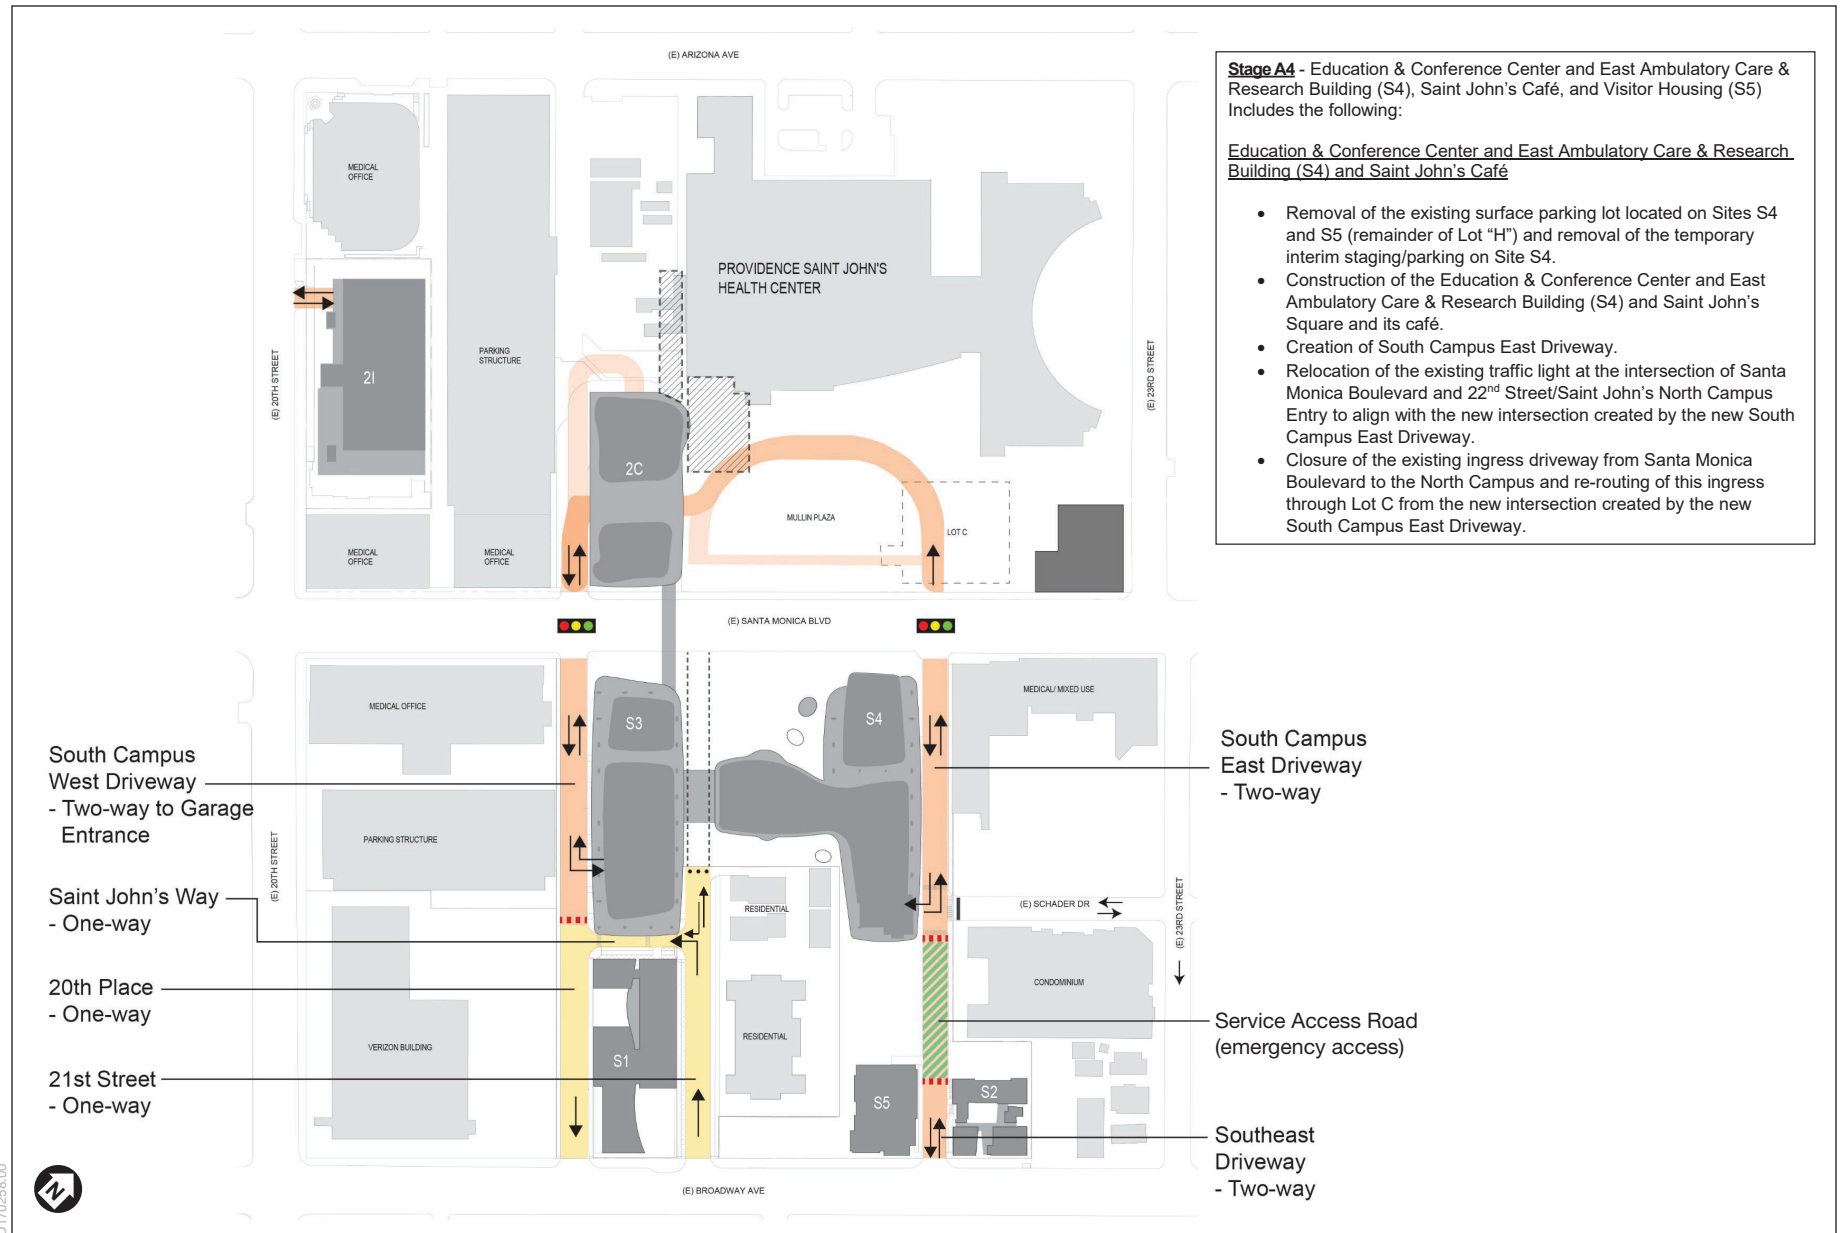 (E) ARIZONA AVE
Stage A4 - Education & Conference Center and East Ambulatory Care &
Research Building (S4), Saint John’s Café, and Visitor Housing (S5)
Includes the following:
Education & Conference Center and East Ambulatory Care & Research
Building (S4) and Saint John’s Café
• Removal of the existing surface parking lot located on Sites S4
and S5 (remainder of Lot “H”) and removal of the temporary
interim staging/parking on Site S4.
• Construction of the Education & Conference Center and East
Ambulatory Care & Research Building (S4) and Saint John’s
Square and its café.
• Creation of South Campus East Driveway.
• Relocation of the existing traffic light at the intersection of Santa
Monica Boulevard and 22nd Street/Saint John’s North Campus
Entry to align with the new intersection created by the new South
Campus East Driveway.
• Closure of the existing ingress driveway from Santa Monica
Boulevard to the North Campus and re-routing of this ingress
through Lot C from the new intersection created by the new
South Campus East Driveway.
MEDICAL
OFFICE
PROVIDENCE SAINT JOHN'S
HEALTH CENTER
(E) 20TH STREET
2I
PARKING
STRUCTURE
(E) 23RD STREET
2C
MULLIN PLAZA
LOT C
MEDICAL
OFFICE
MEDICAL
OFFICE
(E) SANTA MONICA BLVD
MEDICAL OFFICE
S3
S4
MEDICAL/ MIXED USE
South Campus
West Driveway
- Two-way to Garage
Entrance
South Campus
East Driveway
- Two-way
PARKING STRUCTURE
(E) 20TH STREET
Saint John’s Way
- One-way
RESIDENTIAL
(E) SCHADER DR
(E) 23RD STREET
20th Place
- One-way
CONDOMINIUM
VERIZON BUILDING
S1
RESIDENTIAL
Service Access Road
(emergency access)
21st Street
- One-way
S5
S2
Southeast
Driveway
- Two-way
N
(E) BROADWAY AVE